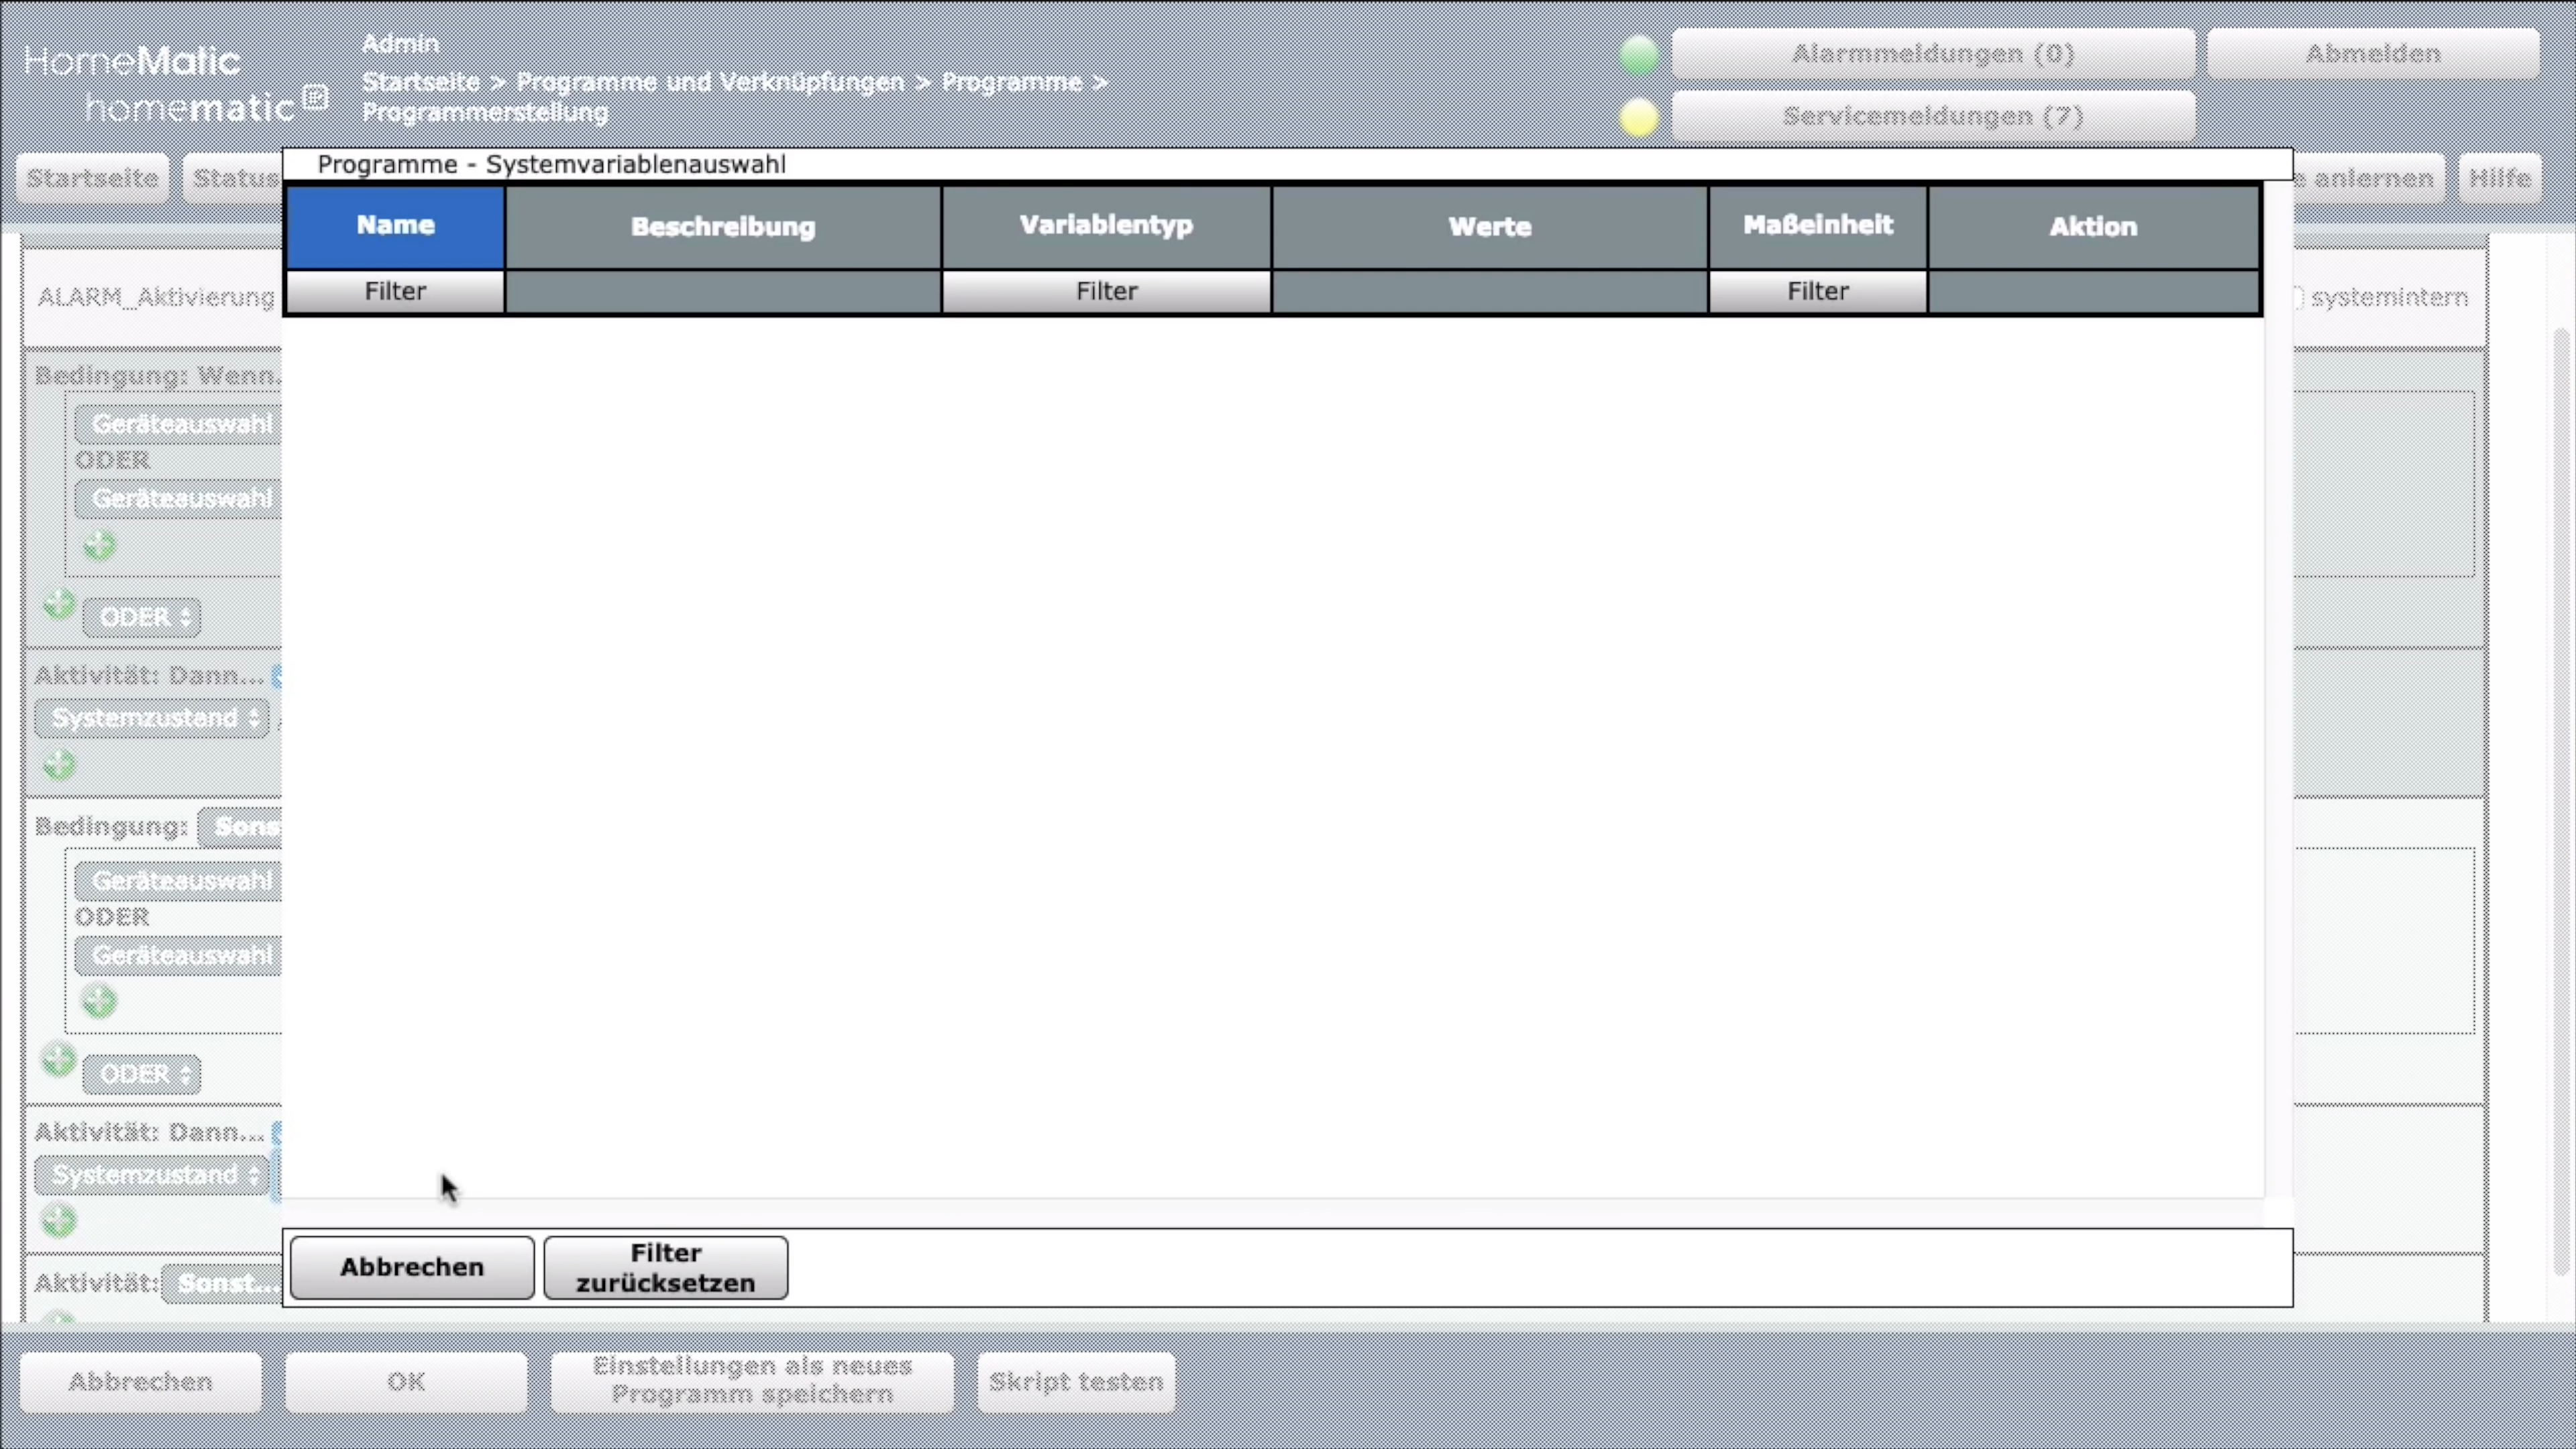 HomeMatic
homematic IP
Admin
Startseite > Programme und Verknüpfungen > Programme >
Programmerstellung
Alarmmeldungen (0)
Abmelden
Servicemeldungen (7)
Startseite
Status
anlernen
Hilfe
Programme - Systemvariablenauswahl
Name
Beschreibung
Variablentyp
Werte
Maßeinheit
Aktion
Filter
Filter
Filter
ALARM_Aktivierung
systemintern
Bedingung: Wenn.
Geräteauswahl
ODER
Geräteauswahl
ODER
Aktivität: Dann...
Systemzustand
Bedingung: Sons
Geräteauswahl
ODER
Geräteauswahl
ODER
Aktivität: Dann...
Systemzustand
Aktivität: Sonst...
Abbrechen
Filter
zurücksetzen
Abbrechen
OK
Einstellungen als neues
Programm speichern
Skript testen